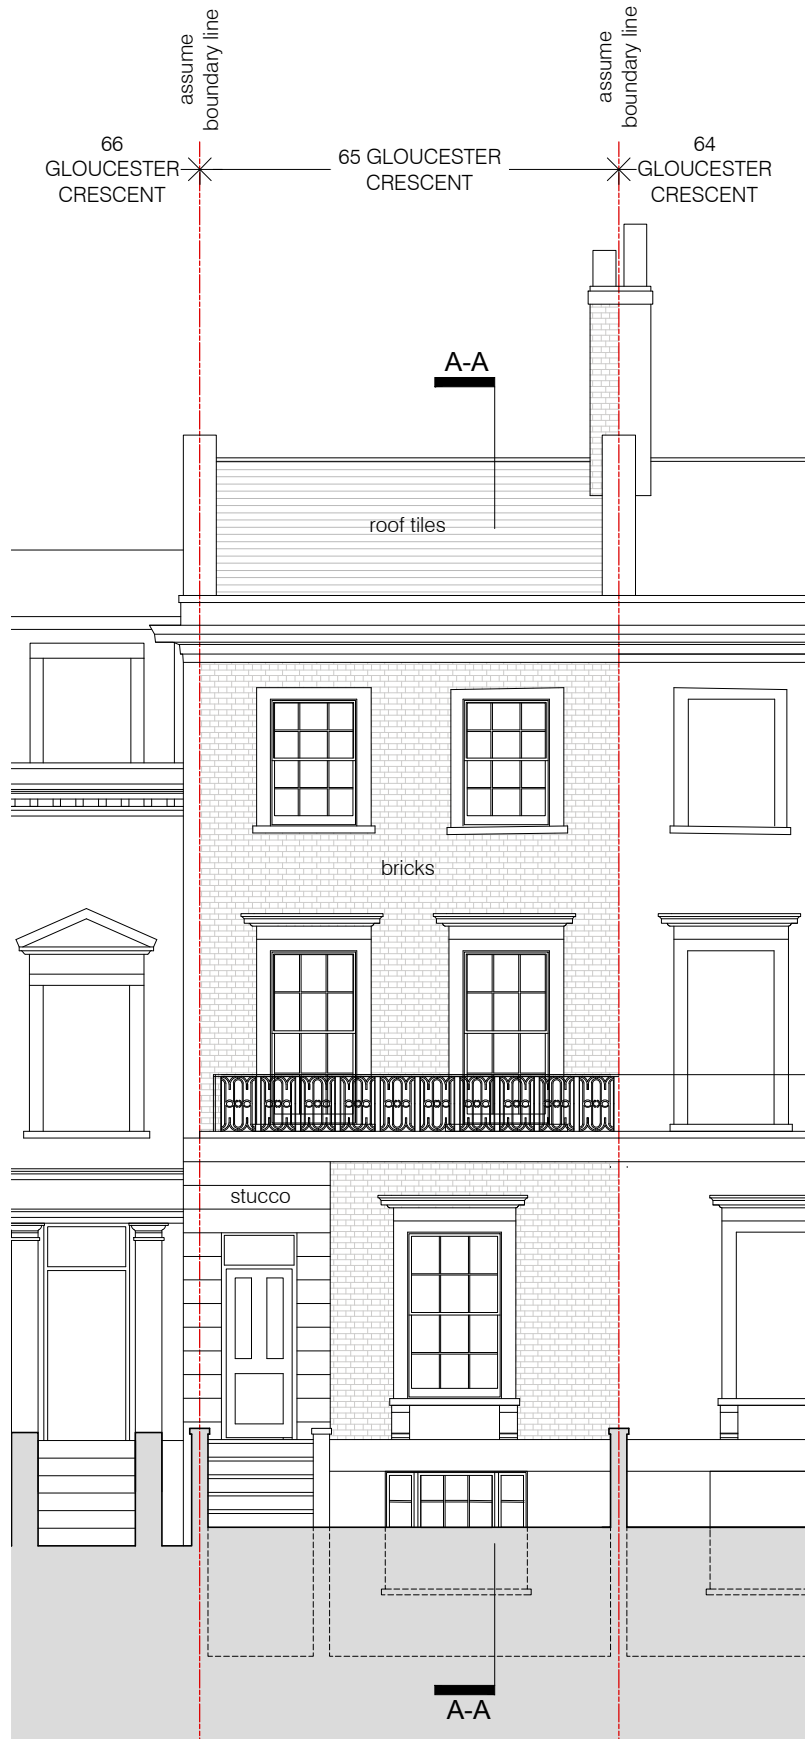 assume
boundary line
assume
boundary line
66
GLOUCESTER
CRESCENT
65 GLOUCESTER
CRESCENT
64
GLOUCESTER
CRESCENT
A-A
roof tiles
bricks
stucco
A-A